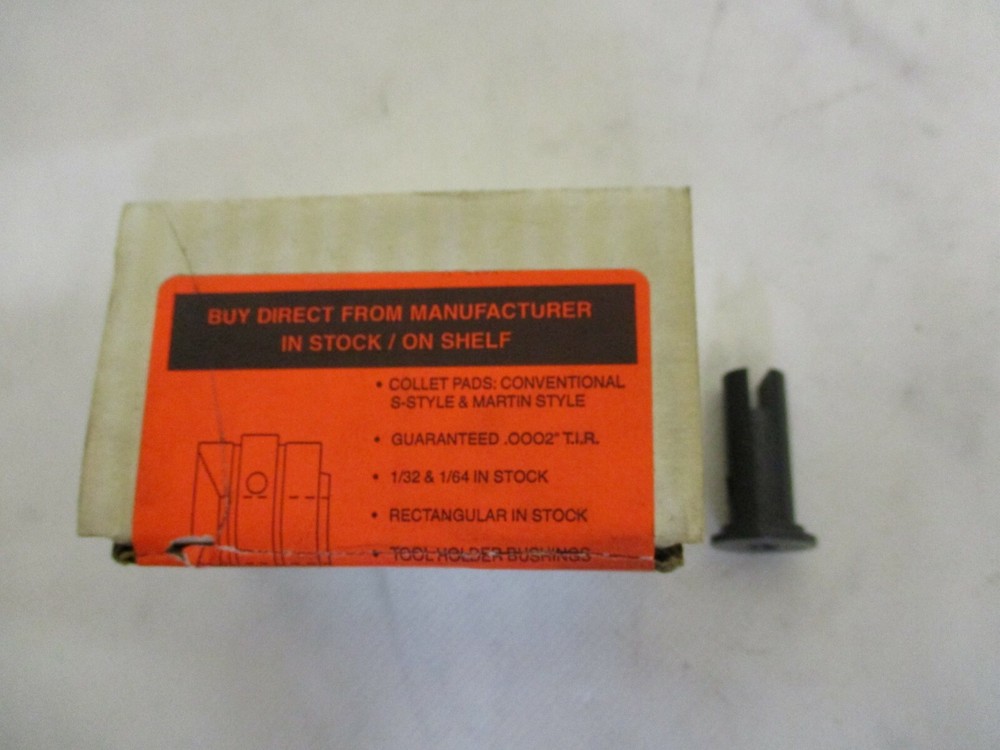 BUY DIRECT FROM MANUFACTURER
IN STOCK / ON SHELF
• COLLET PADS: CONVENTIONAL
S-STYLE & MARTIN STYLE
• GUARANTEED .0002" T.I.R.
• 1/32 & 1/64 IN STOCK
• RECTANGULAR IN STOCK
• TOOL HOLDER BUSHINGS